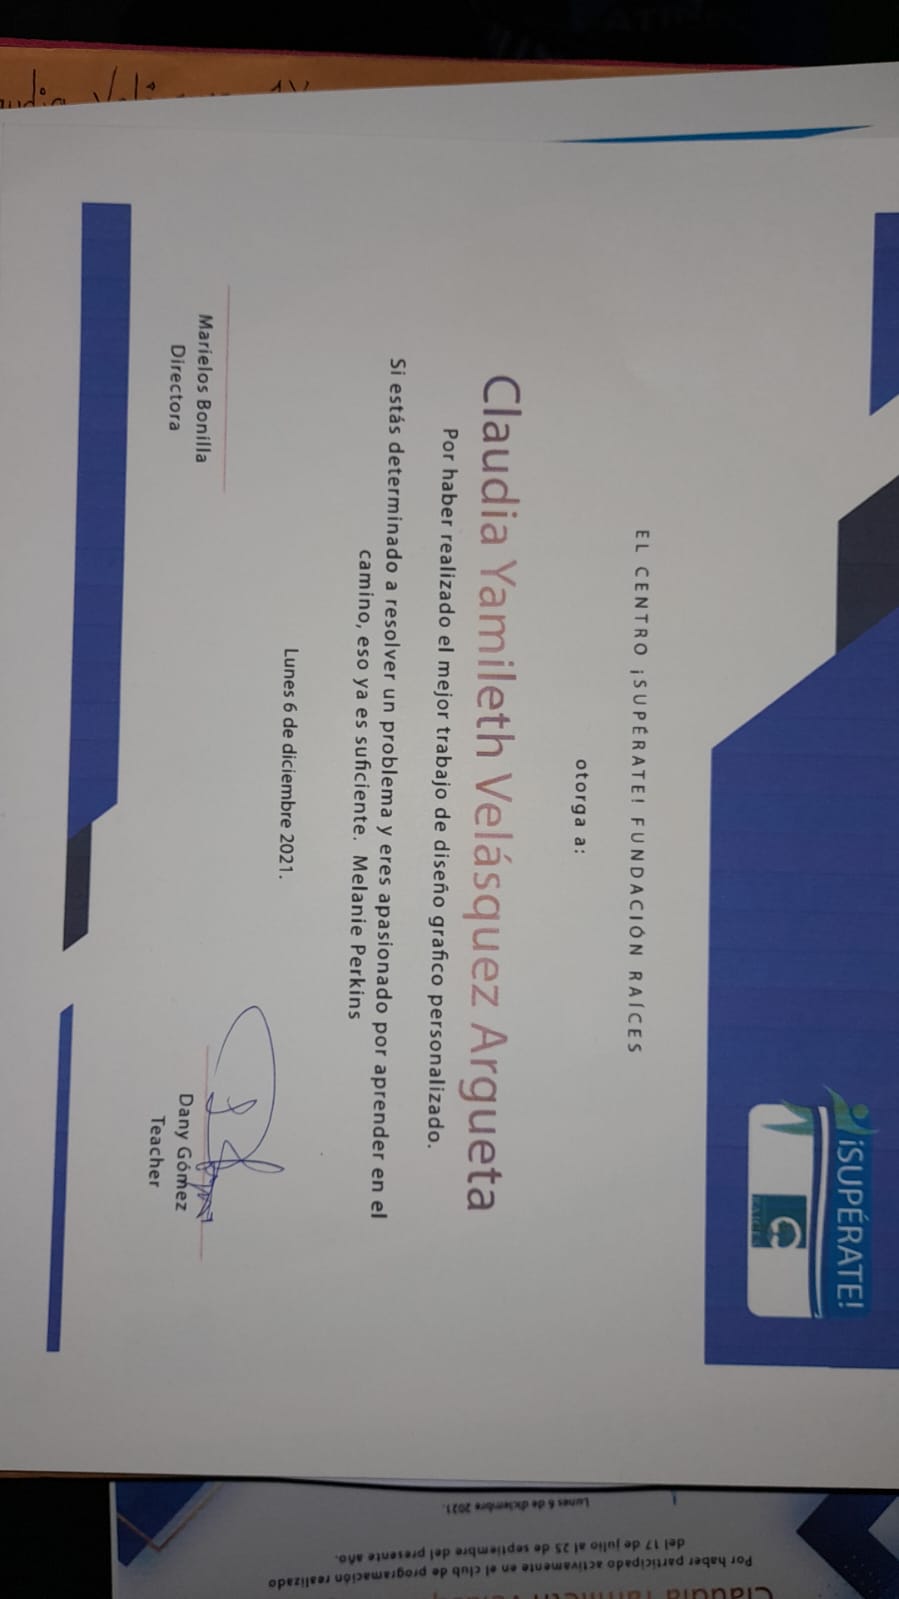 ¡SUPÉRATE!
RAÍCES
EL CENTRO ¡SUPÉRATE! FUNDACIÓN RAÍCES
otorga a:
Claudia Yamileth Velásquez Argueta
Por haber realizado el mejor trabajo de diseño grafico personalizado.
Si estás determinado a resolver un problema y eres apasionado por aprender en el
camino, eso ya es suficiente. Melanie Perkins
Lunes 6 de diciembre 2021.
Marielos Bonilla
Directora
Dany Gómez
Teacher
Claudia
Por haber participado activamente en el club de programación realizado
del 17 de julio al 25 de septiembre del presente año.
Lunes 6 de diciembre 2021.